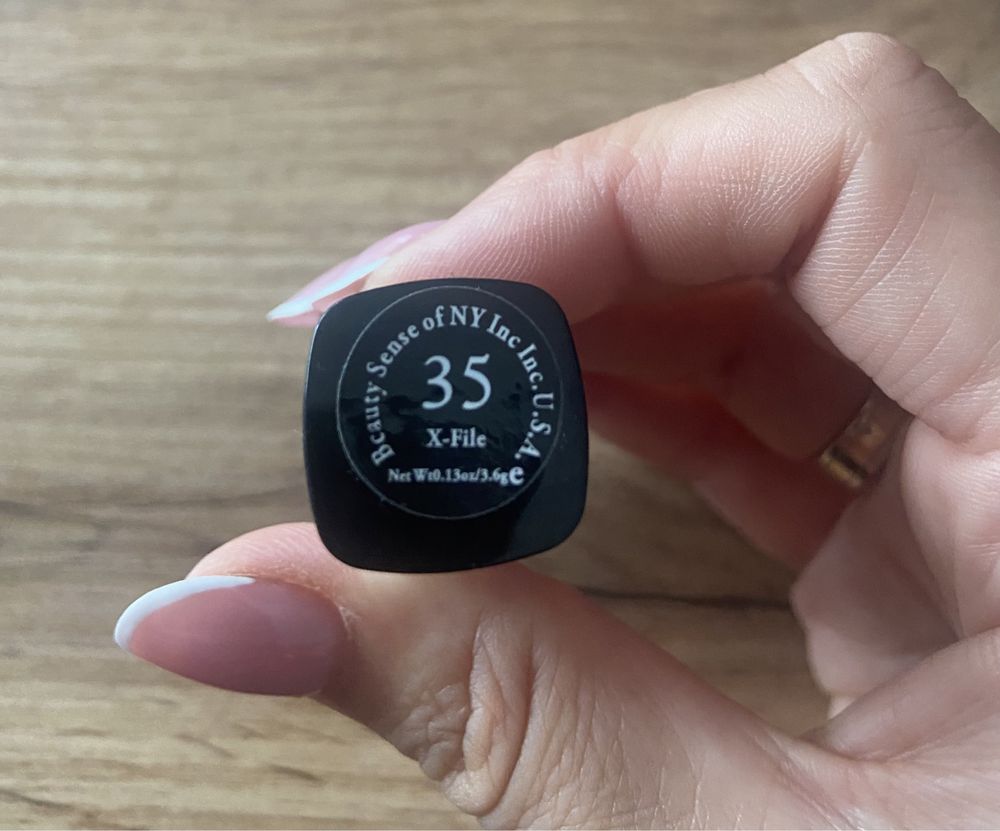 Beauty Sense of NY Inc Inc.U.S.A.
35
X-File
Net Wt0.13oz/3.6g e